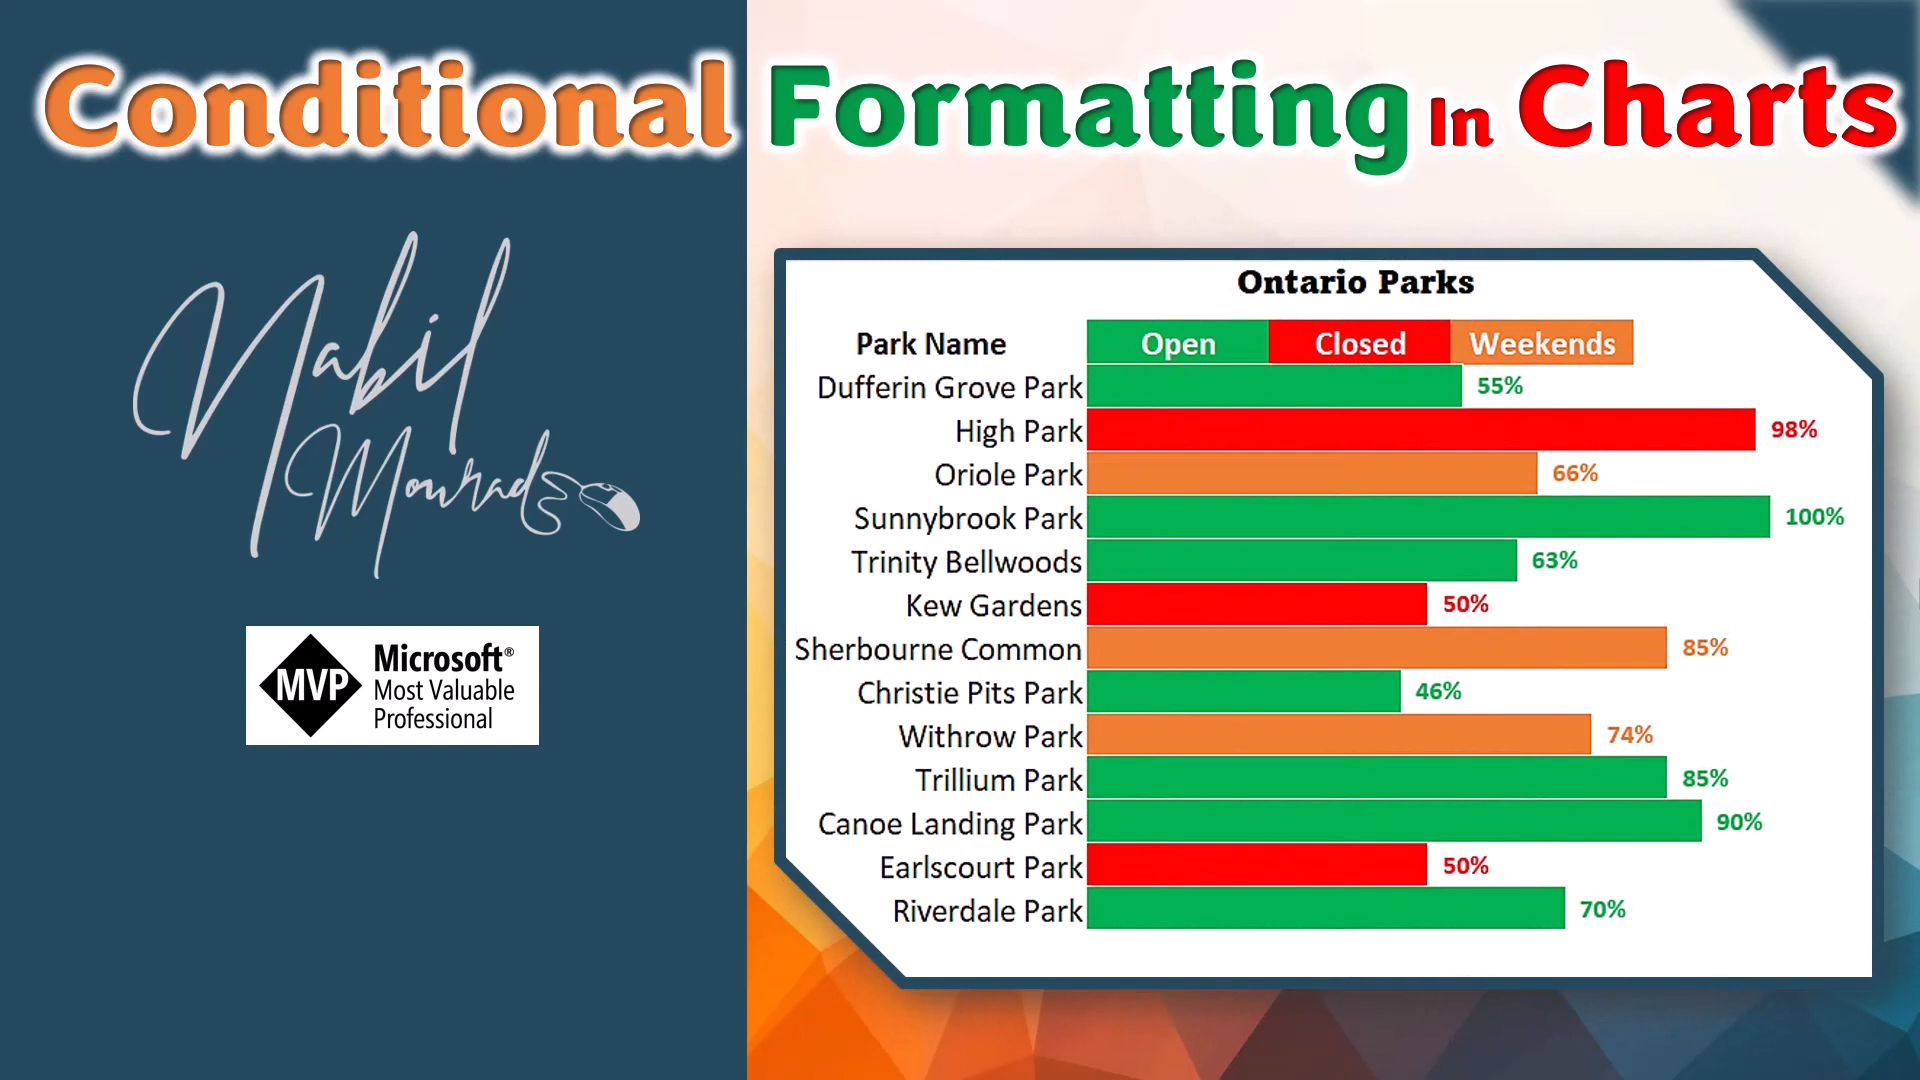 Conditional Formatting In Charts
Nabil
Mourad
MVP
Microsoft®
Most Valuable
Professional
Ontario Parks
Park Name Open Closed Weekends
Dufferin Grove Park 55%
High Park 98%
Oriole Park 66%
Sunnybrook Park 100%
Trinity Bellwoods 63%
Kew Gardens 50%
Sherbourne Common 85%
Christie Pits Park 46%
Withrow Park 74%
Trillium Park 85%
Canoe Landing Park 90%
Earlscourt Park 50%
Riverdale Park 70%